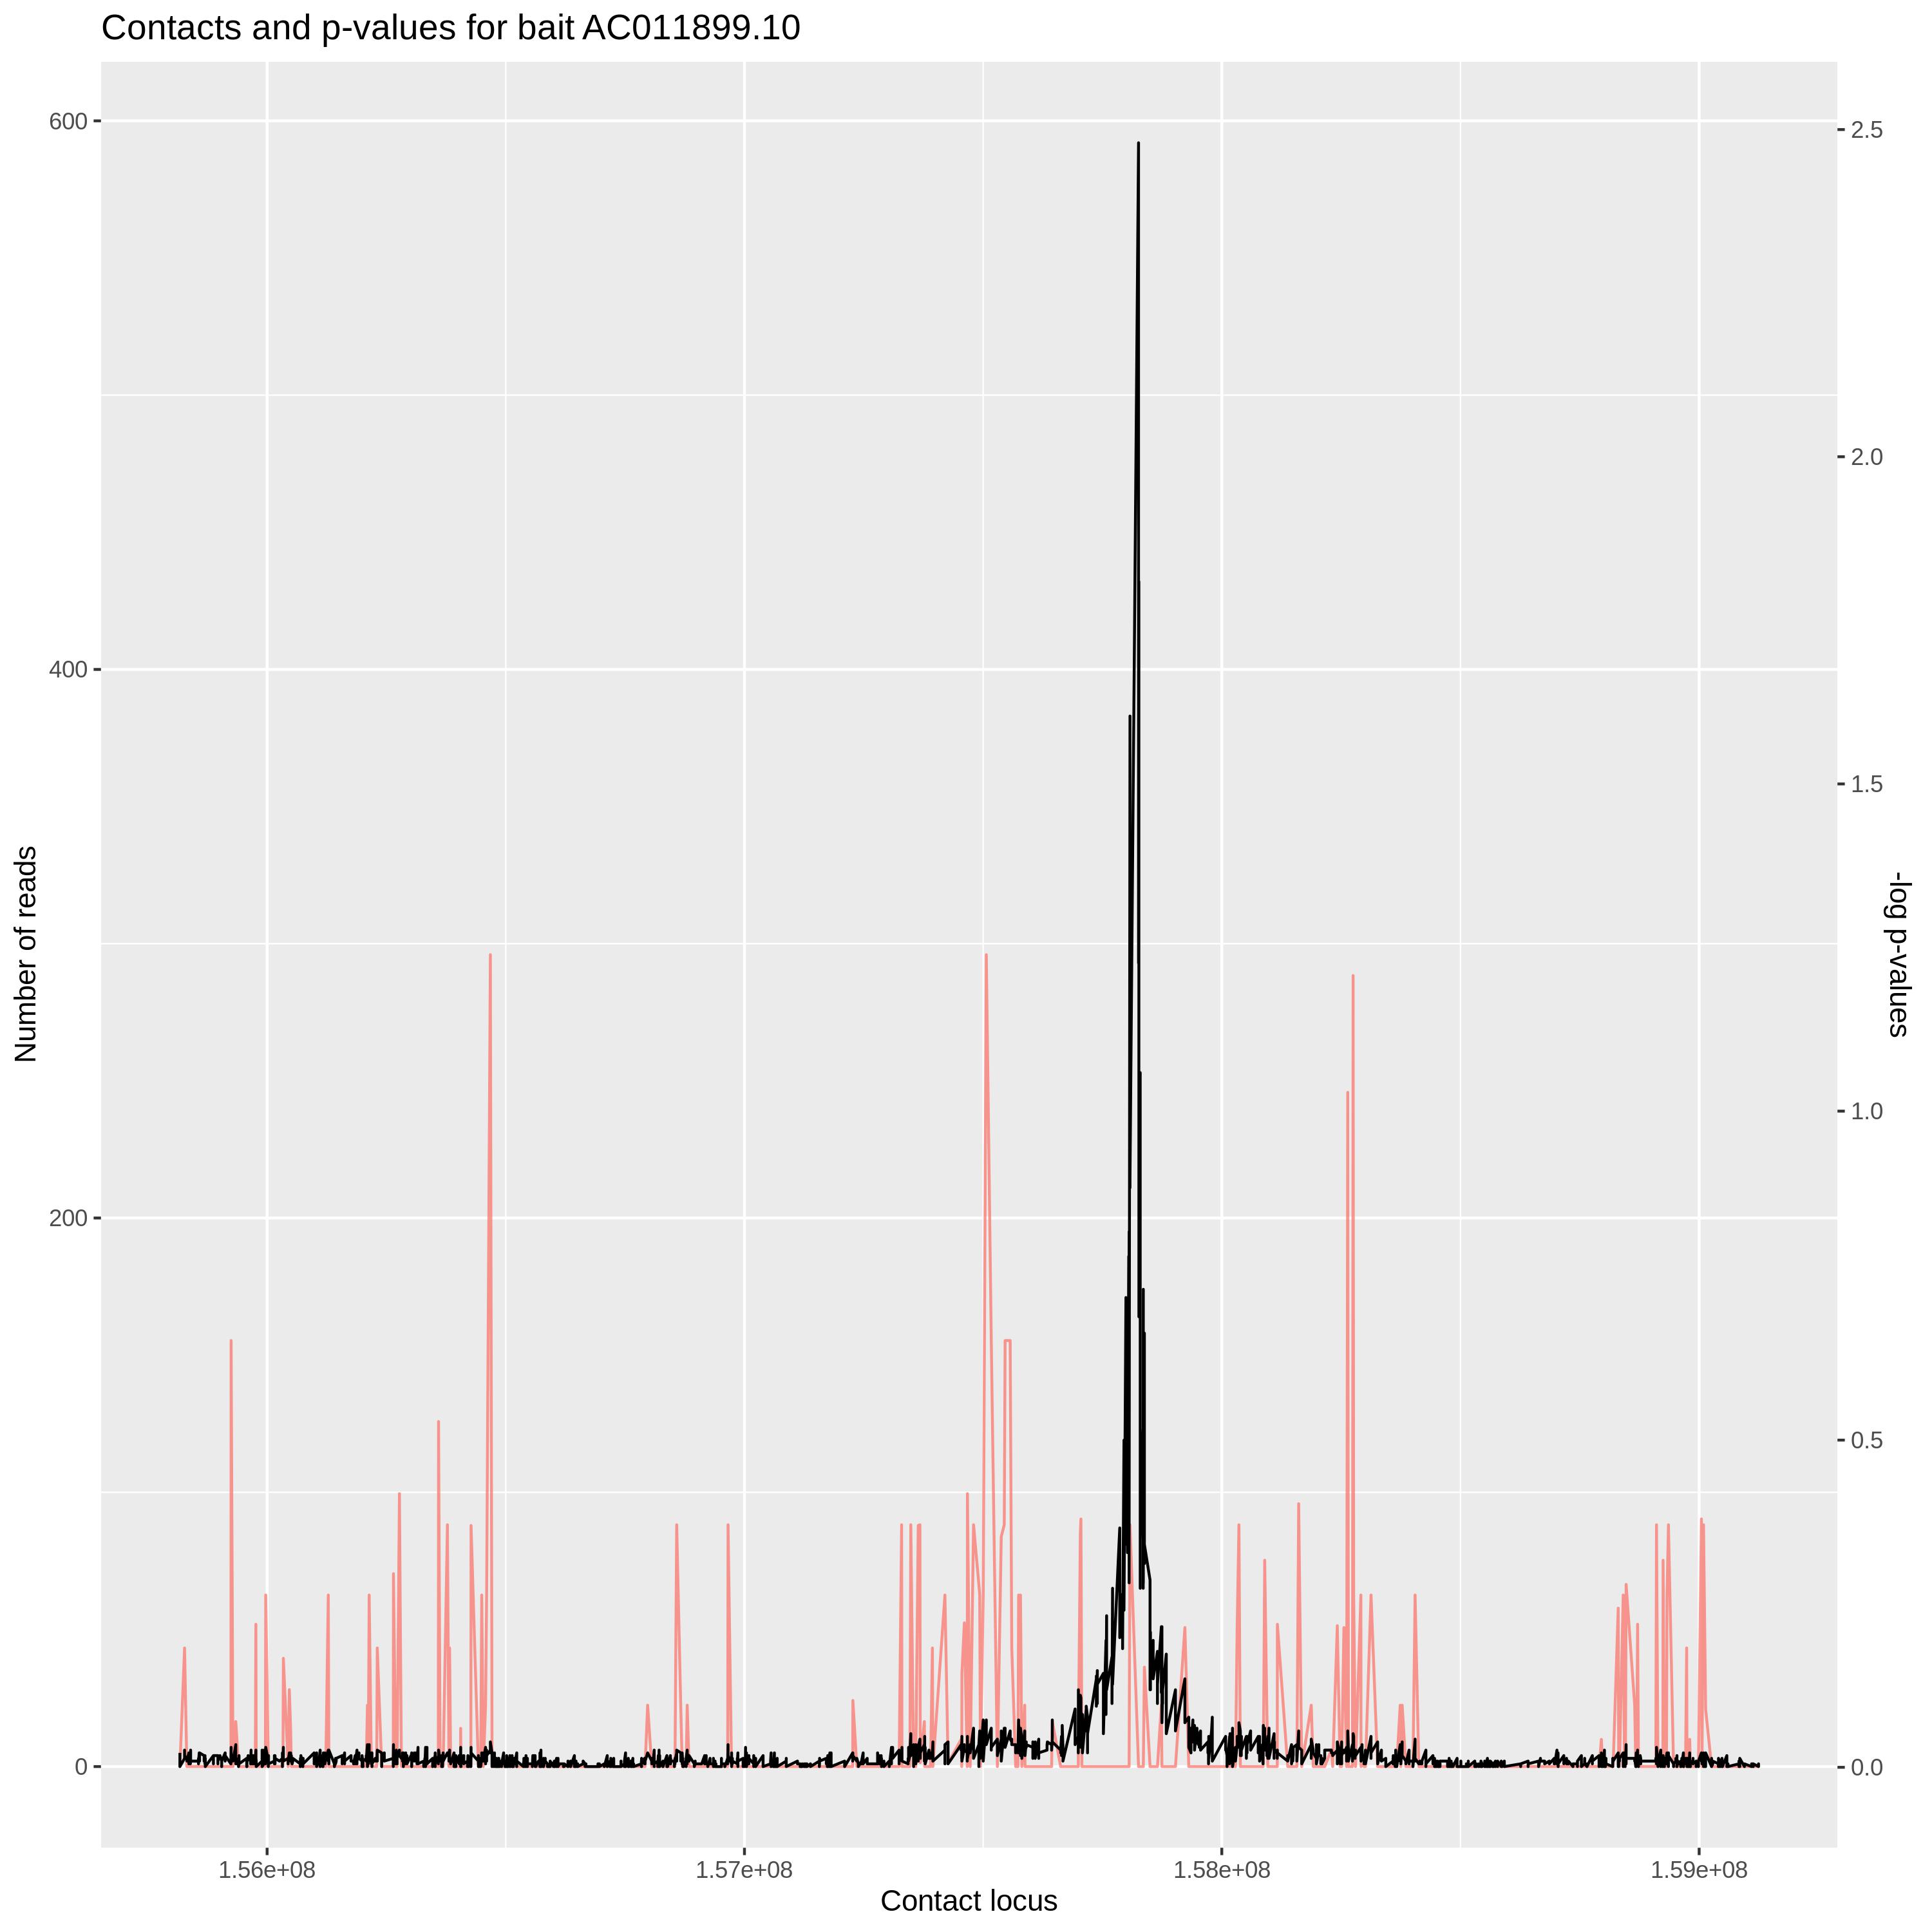 Contacts and p-values for bait AC011899.10
600
400
200
0
Number of reads
2.5
2.0
1.5
1.0
0.5
0.0
-log p-values
1.56e+08 1.57e+08 1.58e+08 1.59e+08
Contact locus